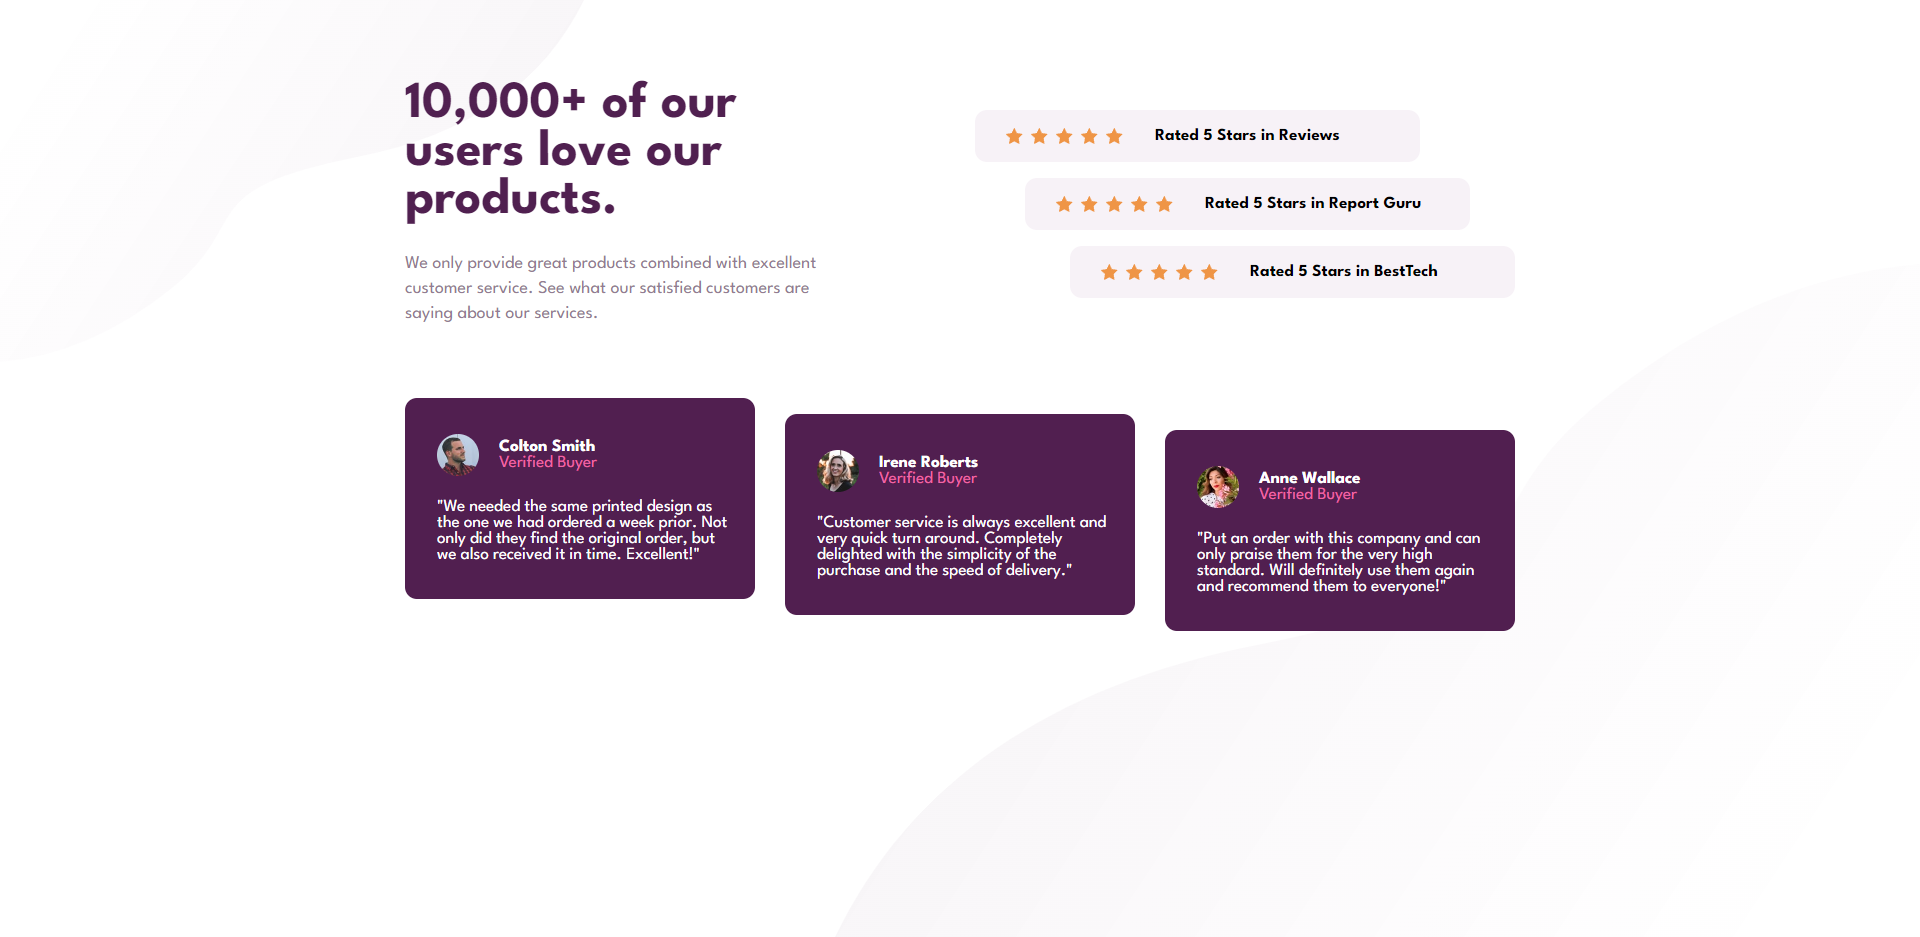 10,000+ of our
users love our
products.
We only provide great products combined with excellent
customer service. See what our satisfied customers are
saying about our services.
Rated 5 Stars in Reviews
Rated 5 Stars in Report Guru
Rated 5 Stars in BestTech
Colton Smith
Verified Buyer
"We needed the same printed design as
the one we had ordered a week prior. Not
only did they find the original order, but
we also received it in time. Excellent!"
Irene Roberts
Verified Buyer
"Customer service is always excellent and
very quick turn around. Completely
delighted with the simplicity of the
purchase and the speed of delivery."
Anne Wallace
Verified Buyer
"Put an order with this company and can
only praise them for the very high
standard. Will definitely use them again
and recommend them to everyone!"